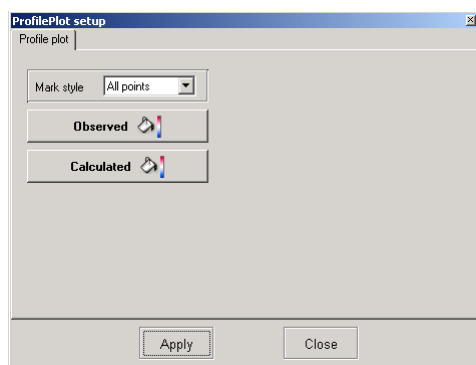 ProfilePlot setup
Profile plot
Mark style All points
Observed
Calculated
Apply Close